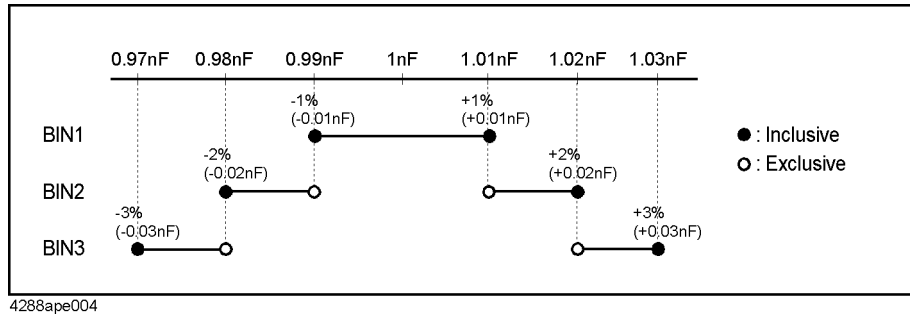 0.97nF 0.98nF 0.99nF 1nF 1.01nF 1.02nF 1.03nF
-1% +1%
(-0.01nF) (+0.01nF)
BIN1
● : Inclusive
○ : Exclusive
-2% +2%
(-0.02nF) (+0.02nF)
BIN2
-3% +3%
(-0.03nF) (+0.03nF)
BIN3
4288ape004